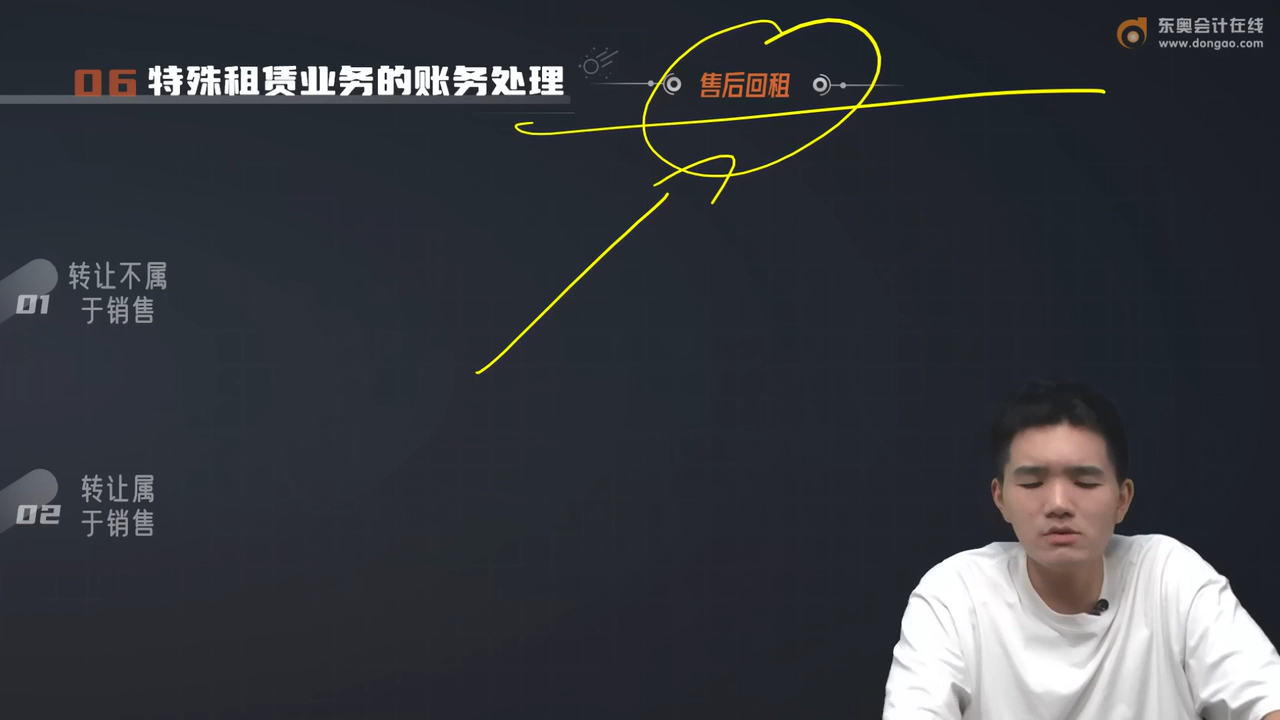 东奥会计在线
www.dongao.com
06 特殊租赁业务的账务处理
售后回租
01
转让不属
于销售
02
转让属
于销售